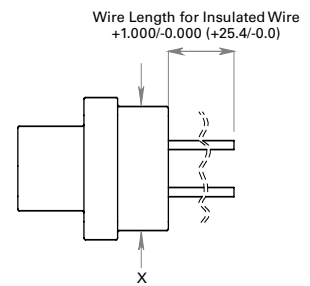 Wire Length for Insulated Wire
+1.000/-0.000 (+25.4/-0.0)
X